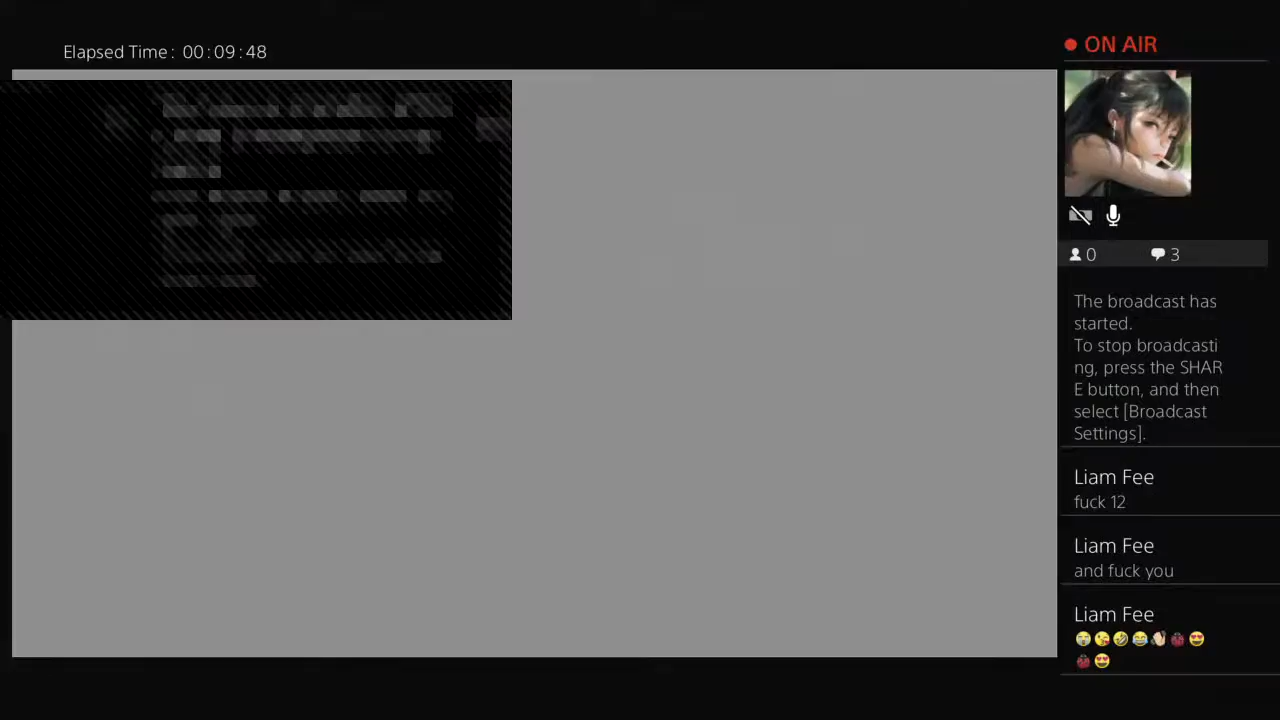 Elapsed Time: 00:09:48
ON AIR
0 3
The broadcast has
started.
To stop broadcasti
ng, press the SHAR
E button, and then
select [Broadcast
Settings].
Liam Fee
fuck 12
Liam Fee
and fuck you
Liam Fee